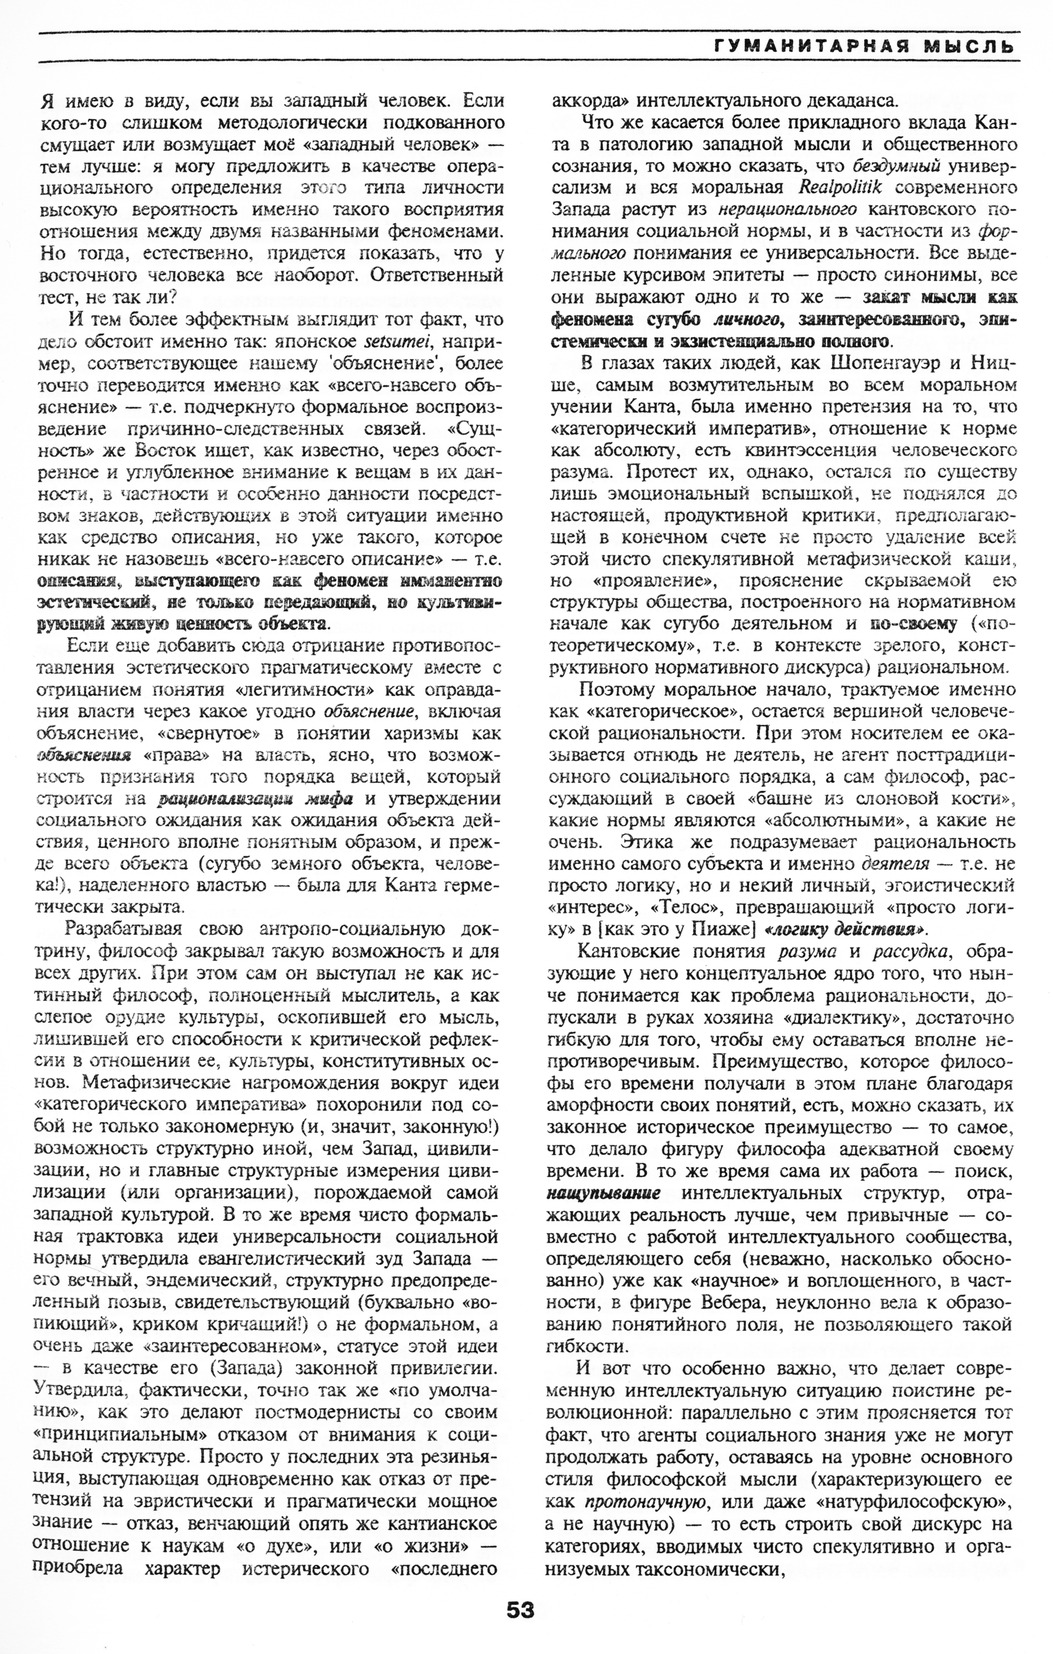 ГУМАНИТАРНАЯ МЫСЛЬ
Я имею в виду, если вы западный человек. Если
кого-то слишком методологически подкованного
смущает или возмущает моё «западный человек» —
тем лучше: я могу предложить в качестве опера-
ционального определения этого типа личности
высокую вероятность именно такого восприятия
отношения между двумя названными феноменами.
Но тогда, естественно, придется показать, что у
восточного человека все наоборот. Ответственный
тест, не так ли?
И тем более эффектным выглядит тот факт, что
дело обстоит именно так: японское setsumei, напри-
мер, соответствующее нашему 'объяснение', более
точно переводится именно как «всего-навсего объ-
яснение» — т.е. подчеркнуто формальное воспроиз-
ведение причинно-следственных связей. «Сущ-
ность» же Восток ищет, как известно, через обост-
ренное и углубленное внимание к вещам в их дан-
ности, в частности и особенно данности посредст-
вом знаков, действующих в этой ситуации именно
как средство описания, но уже такого, которое
никак не назовешь «всего-навсего описание» — т.е.
описания, выступающего как феномен имманентно
эстетический, не только передающий, но культиви-
рующий живую ценность объекта.
Если еще добавить сюда отрицание противопос-
тавления эстетического прагматическому вместе с
отрицанием понятия «легитимности» как оправда-
ния власти через какое угодно объяснение, включая
объяснение, «свернутое» в понятии харизмы как
объяснения «права» на власть, ясно, что возмож-
ность признания того порядка вещей, который
строится на рационализации мифа и утверждении
социального ожидания как ожидания объекта дей-
ствия, ценного вполне понятным образом, и преж-
де всего объекта (сугубо земного объекта, челове-
ка!), наделенного властью — была для Канта герме-
тически закрыта.
Разрабатывая свою антропо-социальную док-
трину, философ закрывал такую возможность и для
всех других. При этом сам он выступал не как ис-
тинный философ, полноценный мыслитель, а как
слепое орудие культуры, оскопившей его мысль,
лишившей его способности к критической рефлек-
сии в отношении ее, культуры, конститутивных ос-
нов. Метафизические нагромождения вокруг идеи
«категорического императива» похоронили под со-
бой не только закономерную (и, значит, законную!)
возможность структурно иной, чем Запад, цивили-
зации, но и главные структурные измерения циви-
лизации (или организации), порождаемой самой
западной культурой. В то же время чисто формаль-
ная трактовка идеи универсальности социальной
нормы утвердила евангелистический зуд Запада —
его вечный, эндемический, структурно предопреде-
ленный позыв, свидетельствующий (буквально «во-
пиющий», криком кричащий!) о не формальном, а
очень даже «заинтересованном», статусе этой идеи
— в качестве его (Запада) законной привилегии.
Утвердила, фактически, точно так же «по умолча-
нию», как это делают постмодернисты со своим
«принципиальным» отказом от внимания к соци-
альной структуре. Просто у последних эта резинья-
ция, выступающая одновременно как отказ от пре-
тензий на эвристически и прагматически мощное
знание — отказ, венчающий опять же кантианское
отношение к наукам «о духе», или «о жизни» —
приобрела характер истерического «последнего
аккорда» интеллектуального декаданса.
Что же касается более прикладного вклада Кан-
та в патологию западной мысли и общественного
сознания, то можно сказать, что бездумный универ-
сализм и вся моральная Realpolitik современного
Запада растут из нерационального кантовского по-
нимания социальной нормы, и в частности из фор-
мального понимания ее универсальности. Все выде-
ленные курсивом эпитеты — просто синонимы, все
они выражают одно и то же — закат мысли как
феномена сугубо личного, заинтересованного, эпи-
стемически и экзистенциально полного.
В глазах таких людей, как Шопенгауэр и Ниц-
ше, самым возмутительным во всем моральном
учении Канта, была именно претензия на то, что
«категорический императив», отношение к норме
как абсолюту, есть квинтэссенция человеческого
разума. Протест их, однако, остался по существу
лишь эмоциональный вспышкой, не поднялся до
настоящей, продуктивной критики, предполагаю-
щей в конечном счете не просто удаление всей
этой чисто спекулятивной метафизической каши,
но «проявление», прояснение скрываемой ею
структуры общества, построенного на нормативном
начале как сугубо деятельном и по-своему («по-
теоретическому», т.е. в контексте зрелого, конст-
руктивного нормативного дискурса) рациональном.
Поэтому моральное начало, трактуемое именно
как «категорическое», остается вершиной человече-
ской рациональности. При этом носителем ее ока-
зывается отнюдь не деятель, не агент посттрадици-
онного социального порядка, а сам философ, рас-
суждающий в своей «башне из слоновой кости»,
какие нормы являются «абсолютными», а какие не
очень. Этика же подразумевает рациональность
именно самого субъекта и именно деятеля — т.е. не
просто логику, но и некий личный, эгоистический
«интерес», «Телос», превращающий «просто логи-
ку» в [как это у Пиаже] «логику действия».
Кантовские понятия разума и рассудка, обра-
зующие у него концептуальное ядро того, что нын-
че понимается как проблема рациональности, до-
пускали в руках хозяина «диалектику», достаточно
гибкую для того, чтобы ему оставаться вполне не-
противоречивым. Преимущество, которое филосо-
фы его времени получали в этом плане благодаря
аморфности своих понятий, есть, можно сказать, их
законное историческое преимущество — то самое,
что делало фигуру философа адекватной своему
времени. В то же время сама их работа — поиск,
нащупывание интеллектуальных структур, отра-
жающих реальность лучше, чем привычные — со-
вместно с работой интеллектуального сообщества,
определяющего себя (неважно, насколько обосно-
ванно) уже как «научное» и воплощенного, в част-
ности, в фигуре Вебера, неуклонно вела к образо-
ванию понятийного поля, не позволяющего такой
гибкости.
И вот что особенно важно, что делает совре-
менную интеллектуальную ситуацию поистине ре-
волюционной: параллельно с этим проясняется тот
факт, что агенты социального знания уже не могут
продолжать работу, оставаясь на уровне основного
стиля философской мысли (характеризующего ее
как протонаучную, или даже «натурфилософскую»,
а не научную) — то есть строить свой дискурс на
категориях, вводимых чисто спекулятивно и орга-
низуемых таксономически,
53